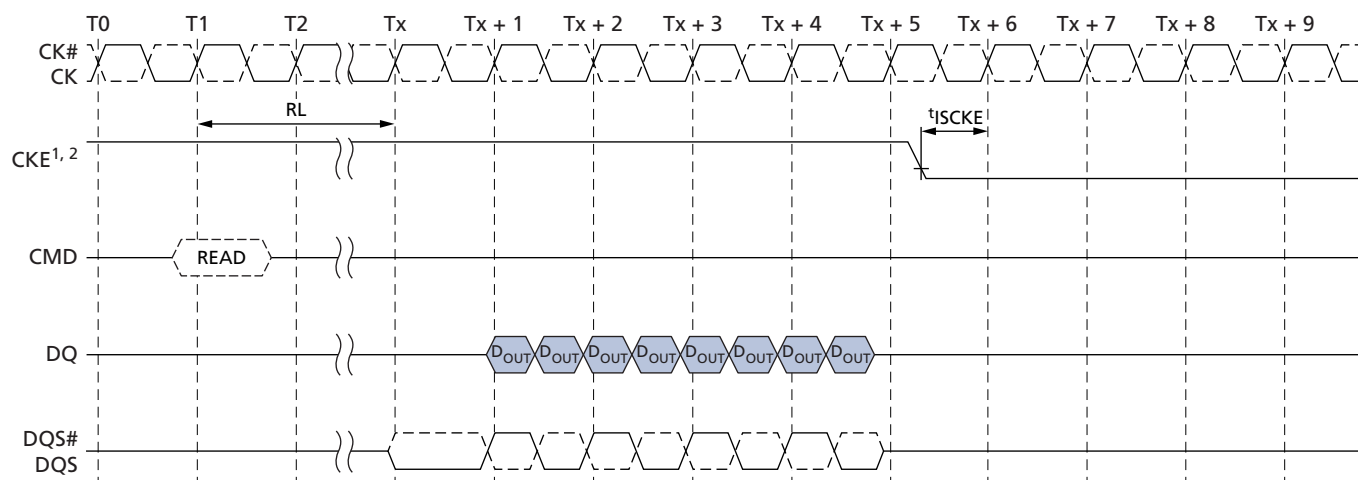 T0 T1 T2 Tx Tx + 1 Tx + 2 Tx + 3 Tx + 4 Tx + 5 Tx + 6 Tx + 7 Tx + 8 Tx + 9
CK#
CK
RL
tISCKE
CKE1, 2
CMD
READ
DQ
DOUT DOUT DOUT DOUT DOUT DOUT DOUT DOUT
DQS#
DQS